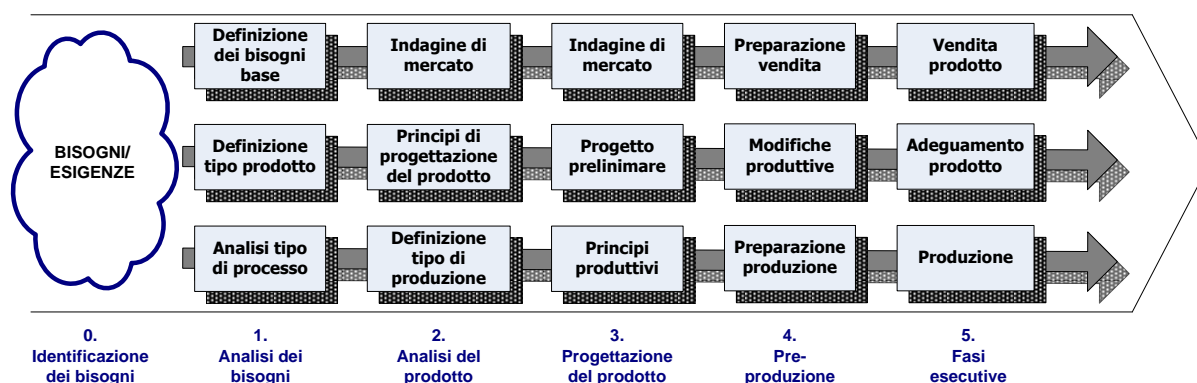 BISOGNI/
ESIGENZE
Definizione
dei bisogni
base
Indagine di
mercato
Indagine di
mercato
Preparazione
vendita
Vendita
prodotto
Definizione
tipo prodotto
Principi di
progettazione
del prodotto
Progetto
prelinimare
Modifiche
produttive
Adeguamento
prodotto
Analisi tipo
di processo
Definizione
tipo di
produzione
Principi
produttivi
Preparazione
produzione
Produzione
0.
Identificazione
dei bisogni
1.
Analisi dei
bisogni
2.
Analisi del
prodotto
3.
Progettazione
del prodotto
4.
Pre-
produzione
5.
Fasi
esecutive